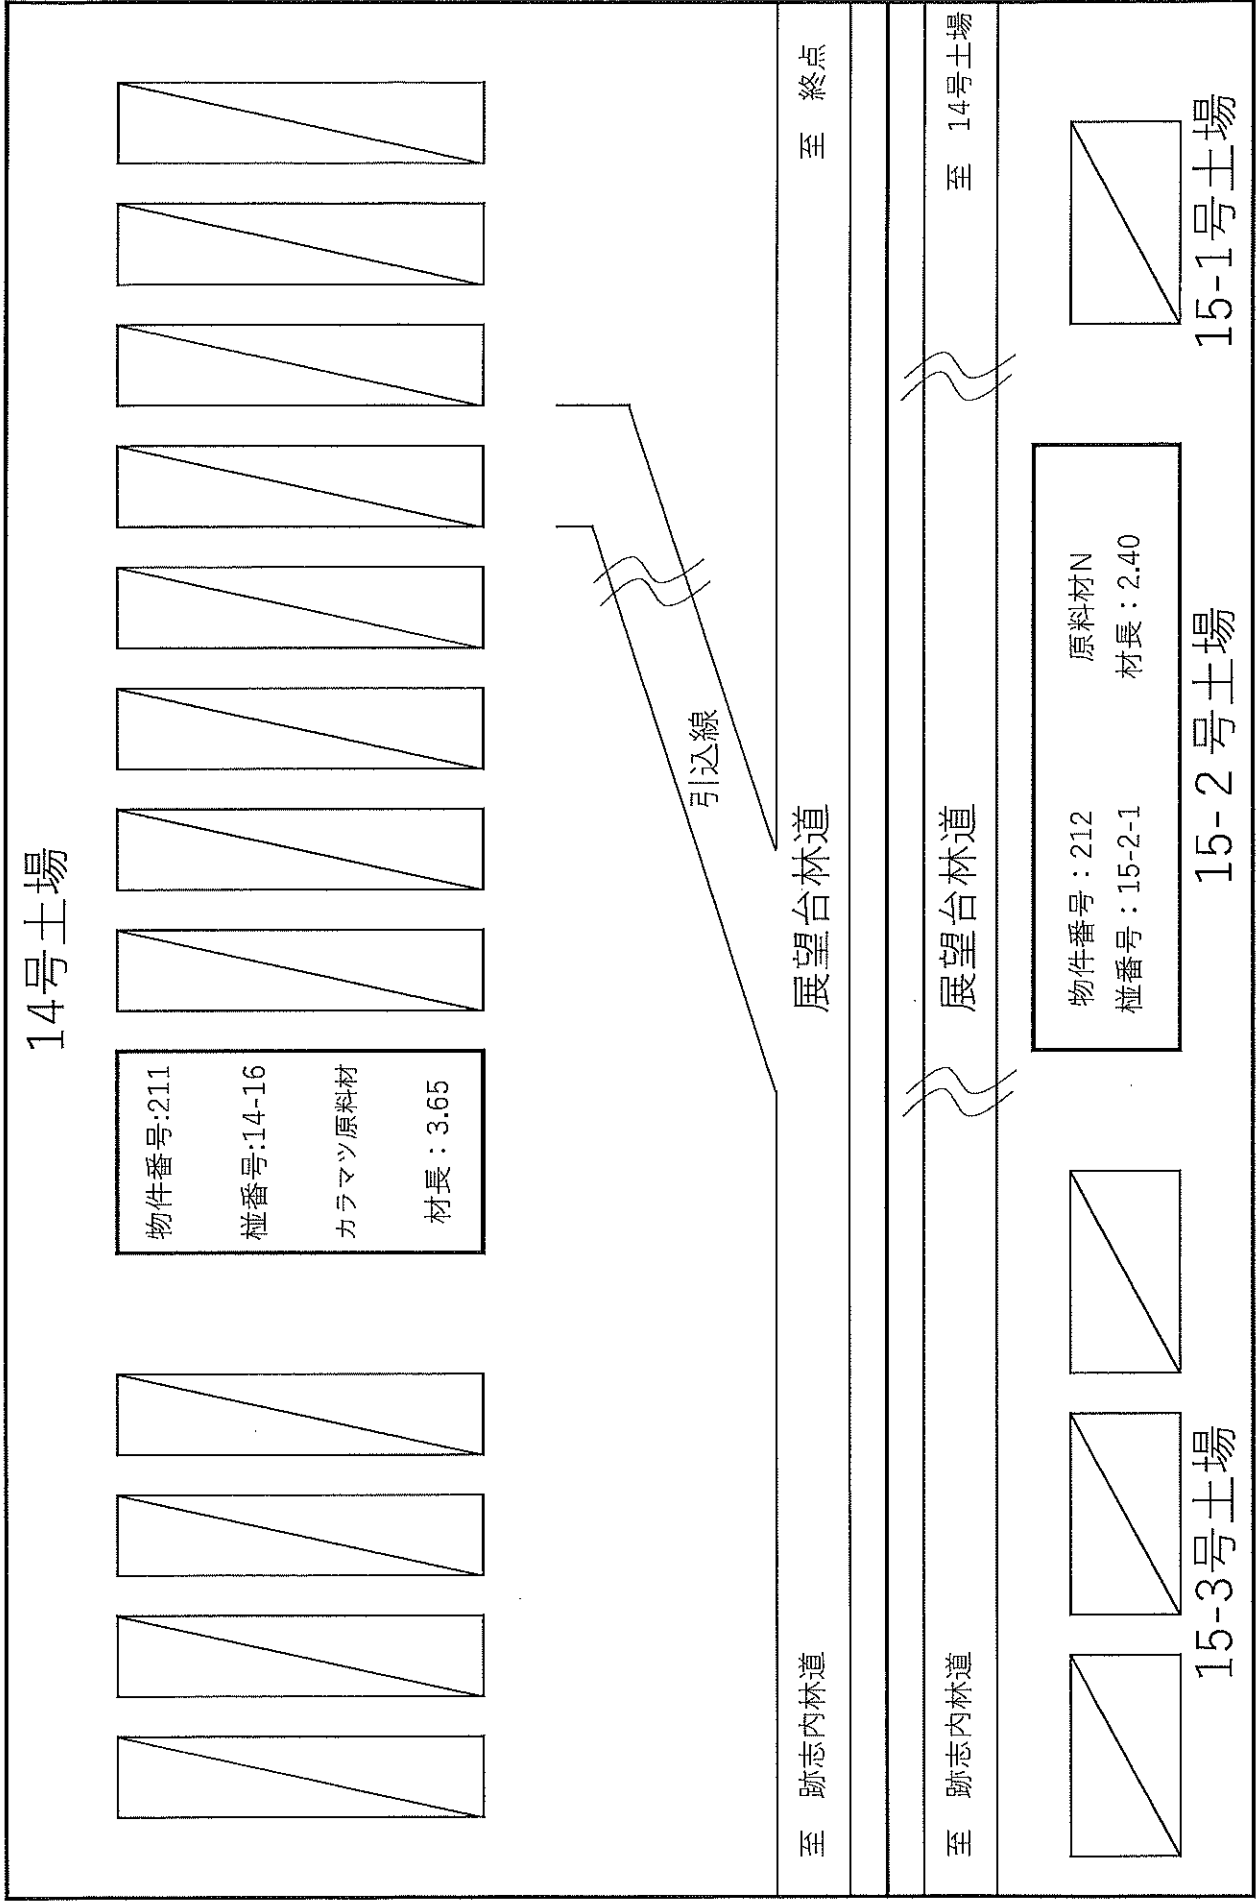 14号土場
物件番号:211
椪番号:14-16
カラマツ原料材
材長：3.65
引込線
至 跡志内林道
展望台林道
至 終点
至 跡志内林道
展望台林道
至 14号土場
物件番号：212 原料材N
椪番号：15-2-1 材長：2.40
15-3号土場
15-２号土場
15-1号土場